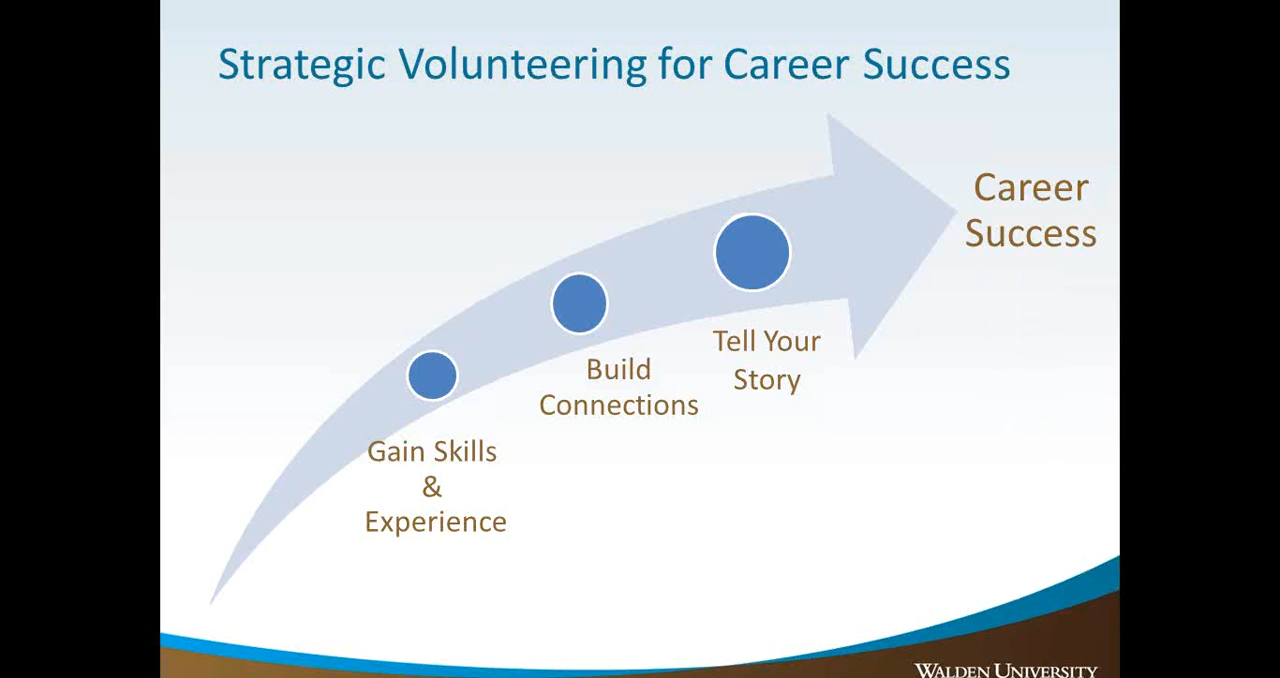 Strategic Volunteering for Career Success
Career
Success
Tell Your
Story
Build
Connections
Gain Skills
&
Experience
WALDEN UNIVERSITY